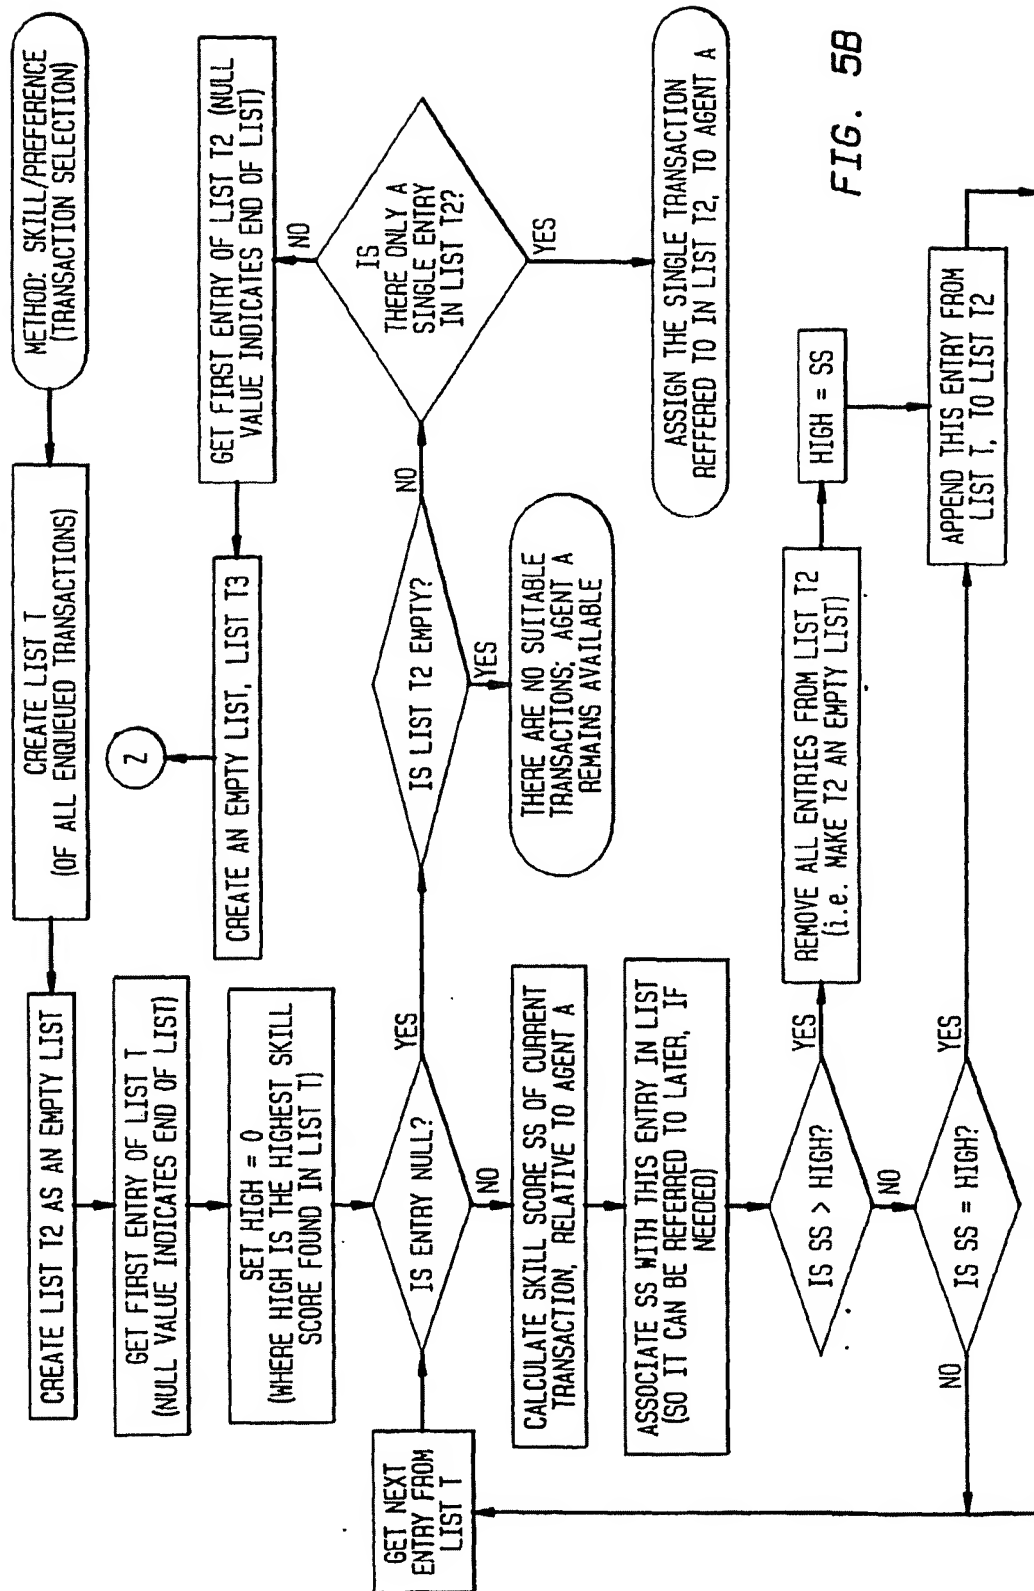 METHOD: SKILL/PREFERENCE
(TRANSACTION SELECTION)
CREATE LIST T
(OF ALL ENQUEUED TRANSACTIONS)
CREATE LIST T2 AS AN EMPTY LIST
GET FIRST ENTRY OF LIST T
(NULL VALUE INDICATES END OF LIST)
SET HIGH = 0
(WHERE HIGH IS THE HIGHEST SKILL
SCORE FOUND IN LIST T)
GET NEXT
ENTRY FROM
LIST T
IS ENTRY NULL?
YES
NO
IS LIST T2 EMPTY?
NO
YES
THERE ARE NO SUITABLE
TRANSACTIONS; AGENT A
REMAINS AVAILABLE
IS
THERE ONLY A
SINGLE ENTRY
IN LIST T2?
NO
YES
GET FIRST ENTRY OF LIST T2 (NULL
VALUE INDICATES END OF LIST)
CREATE AN EMPTY LIST, LIST T3
Z
ASSIGN THE SINGLE TRANSACTION
REFFERED TO IN LIST T2, TO AGENT A
CALCULATE SKILL SCORE SS OF CURRENT
TRANSACTION, RELATIVE TO AGENT A
ASSOCIATE SS WITH THIS ENTRY IN LIST
(SO IT CAN BE REFERRED TO LATER, IF
NEEDED)
IS SS > HIGH?
YES
NO
REMOVE ALL ENTRIES FROM LIST T2
(i.e. MAKE T2 AN EMPTY LIST)
HIGH = SS
IS SS = HIGH?
YES
NO
APPEND THIS ENTRY FROM
LIST T, TO LIST T2
FIG. 5B